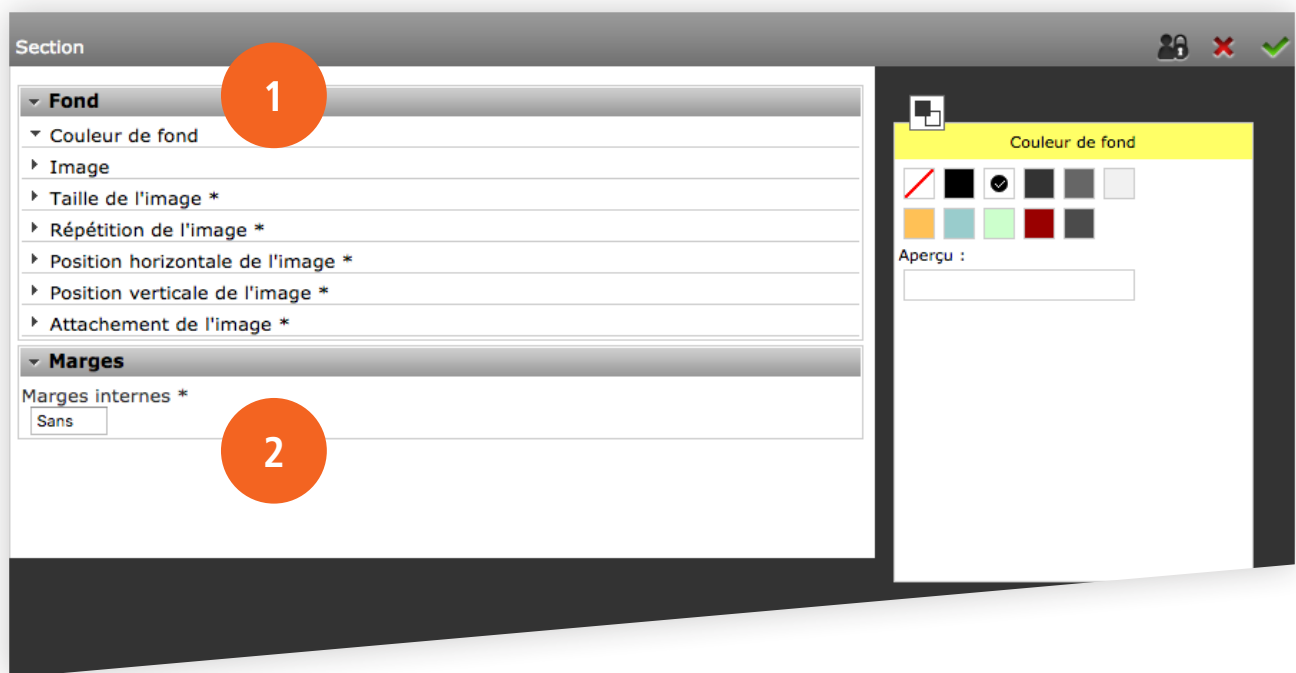 Section
1
Fond
Couleur de fond
Image
Taille de l'image *
Répétition de l'image *
Position horizontale de l'image *
Position verticale de l'image *
Attachement de l'image *
Marges
Marges internes *
Sans
2
Couleur de fond
Aperçu :